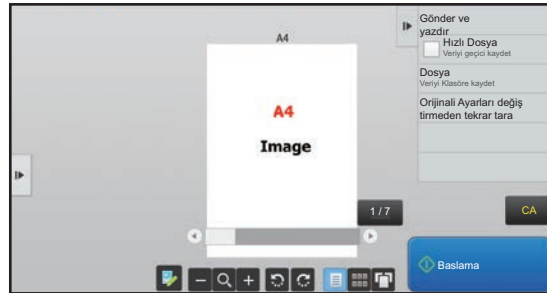 A4
A4
Image
1 / 7
Gönder ve
yazdır
Hızlı Dosya
Veriyi geçici kaydet
Dosya
Veriyi Klasöre kaydet
Orijinali Ayarları değiş
tirmeden tekrar tara
CA
Baslama